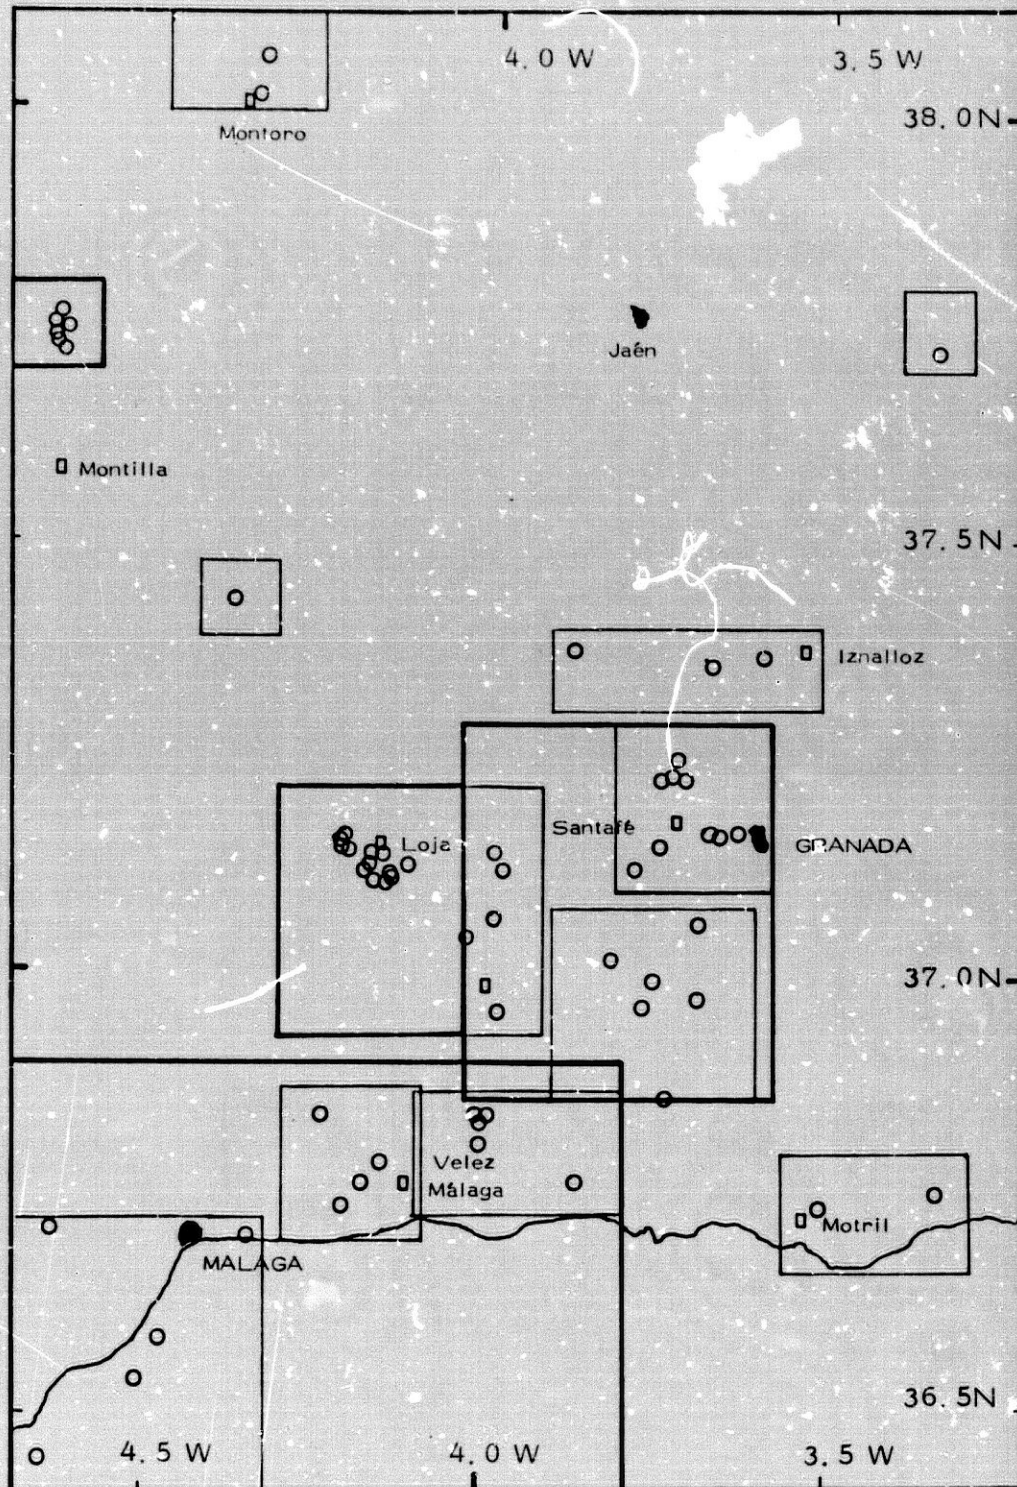 4.0 W
3.5 W
38.0N
Montoro
Jaén
Montilla
37.5N
Iznalloz
Santafé
Loja
GRANADA
37.0N
Velez
Málaga
Motril
MALAGA
36.5N
4.5 W
4.0 W
3.5 W